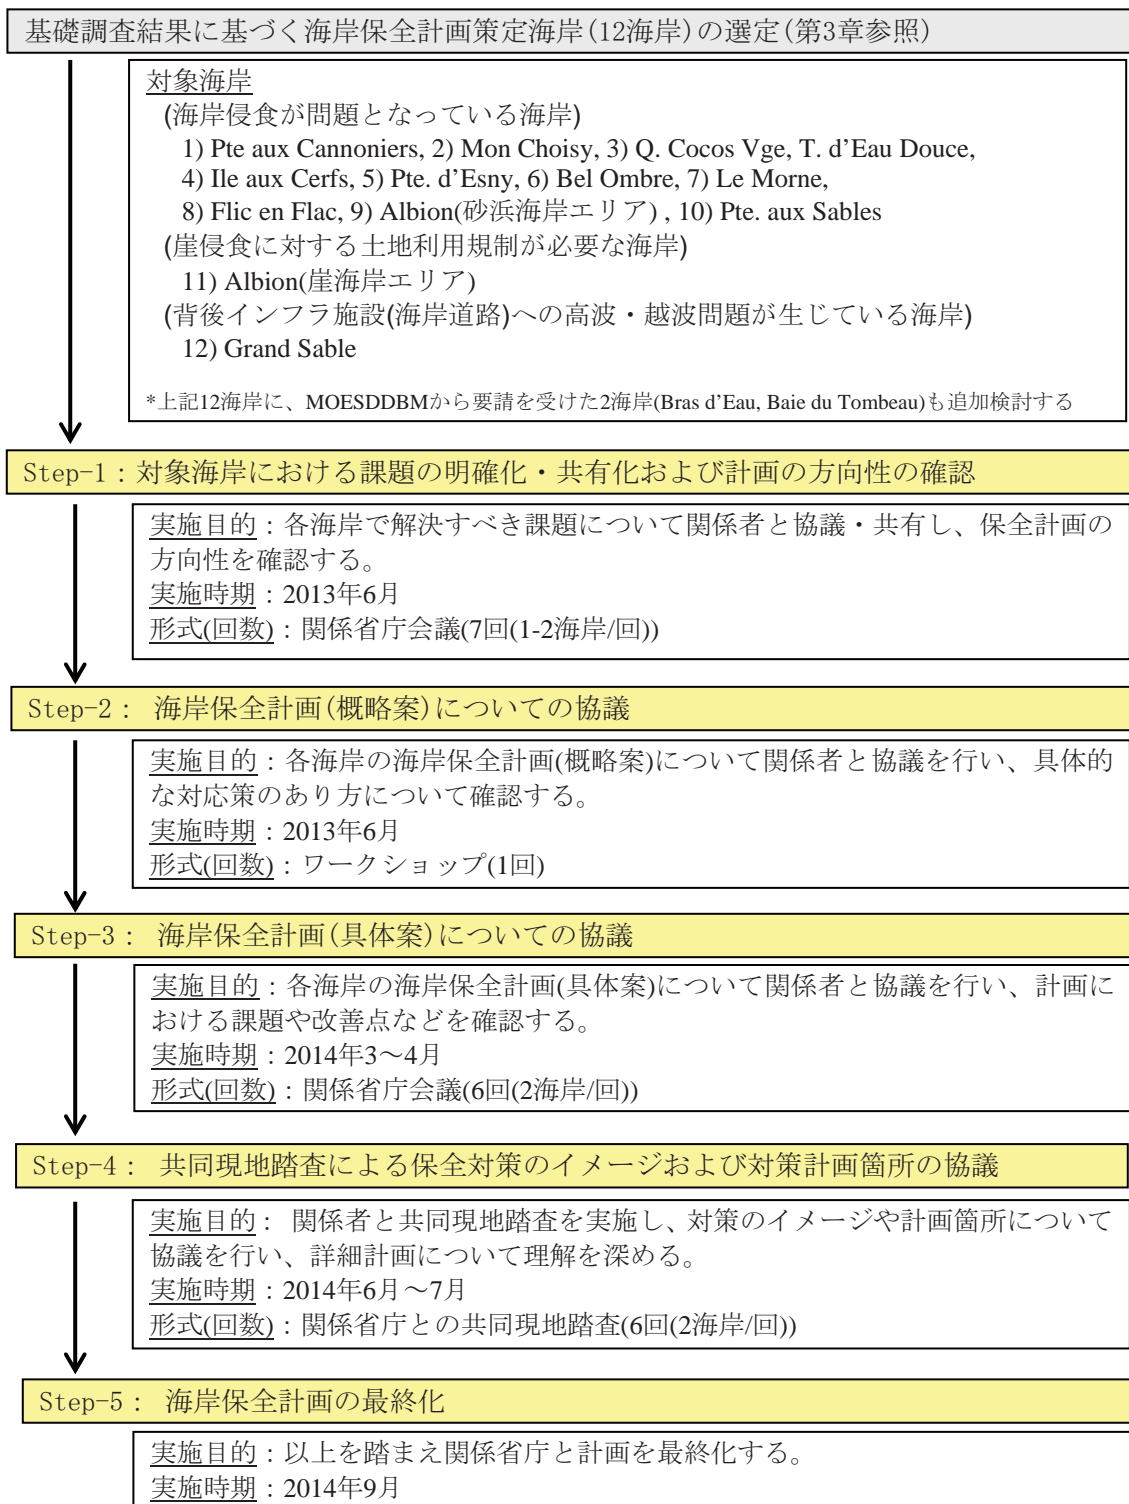 基礎調査結果に基づく海岸保全計画策定海岸(12海岸)の選定(第3章参照)
対象海岸
(海岸侵食が問題となっている海岸)
1) Pte aux Cannoniers, 2) Mon Choisy, 3) Q. Cocos Vge, T. d'Eau Douce,
4) Ile aux Cerfs, 5) Pte. d'Esny, 6) Bel Ombre, 7) Le Morne,
8) Flic en Flac, 9) Albion(砂浜海岸エリア) , 10) Pte. aux Sables
(崖侵食に対する土地利用規制が必要な海岸)
11) Albion(崖海岸エリア)
(背後インフラ施設(海岸道路)への高波・越波問題が生じている海岸)
12) Grand Sable
*上記12海岸に、MOESDDBMから要請を受けた2海岸(Bras d'Eau, Baie du Tombeau)も追加検討する
Step-1：対象海岸における課題の明確化・共有化および計画の方向性の確認
実施目的：各海岸で解決すべき課題について関係者と協議・共有し、保全計画の
方向性を確認する。
実施時期：2013年6月
形式(回数)：関係省庁会議(7回(1-2海岸/回))
Step-2： 海岸保全計画(概略案)についての協議
実施目的：各海岸の海岸保全計画(概略案)について関係者と協議を行い、具体的
な対応策のあり方について確認する。
実施時期：2013年6月
形式(回数)：ワークショップ(1回)
Step-3： 海岸保全計画(具体案)についての協議
実施目的：各海岸の海岸保全計画(具体案)について関係者と協議を行い、計画に
おける課題や改善点などを確認する。
実施時期：2014年3～4月
形式(回数)：関係省庁会議(6回(2海岸/回))
Step-4： 共同現地踏査による保全対策のイメージおよび対策計画箇所の協議
実施目的： 関係者と共同現地踏査を実施し、対策のイメージや計画箇所について
協議を行い、詳細計画について理解を深める。
実施時期：2014年6月～7月
形式(回数)：関係省庁との共同現地踏査(6回(2海岸/回))
Step-5： 海岸保全計画の最終化
実施目的：以上を踏まえ関係省庁と計画を最終化する。
実施時期：2014年9月